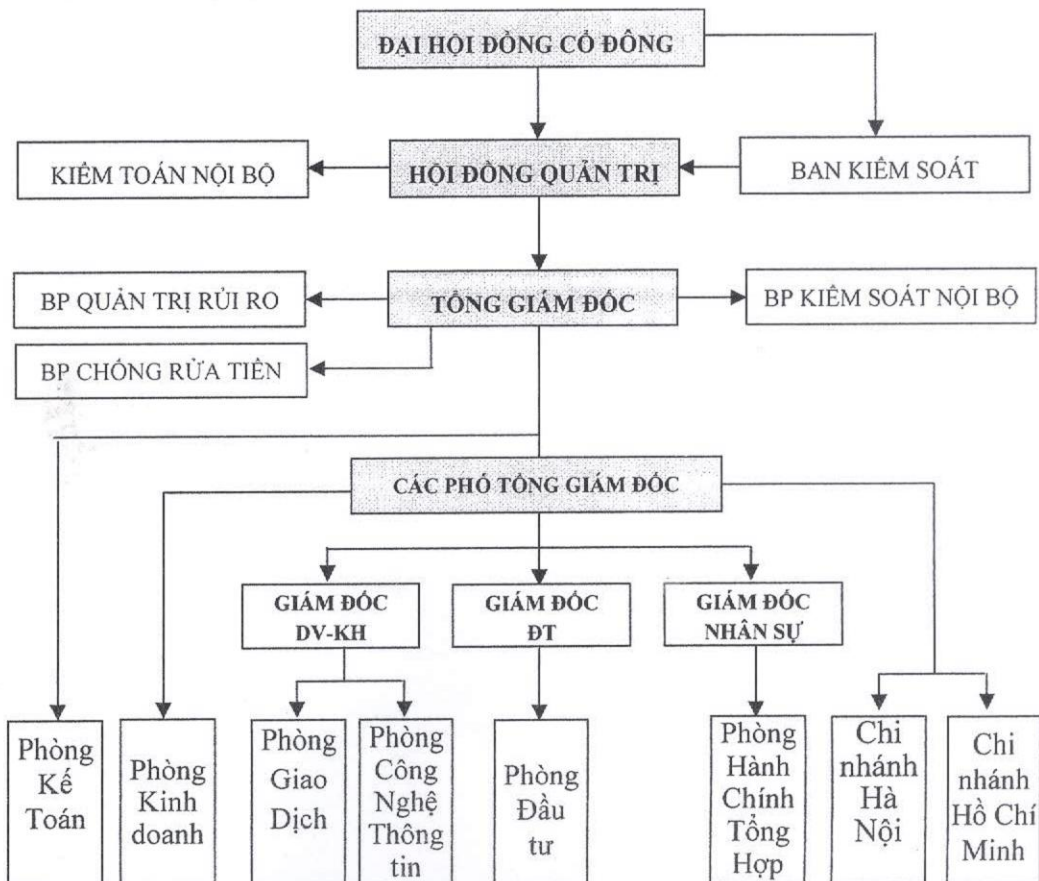 ĐẠI HỘI ĐỒNG CỔ ĐÔNG
KIỂM TOÁN NỘI BỘ
HỘI ĐỒNG QUẢN TRỊ
BAN KIỂM SOÁT
BP QUẢN TRỊ RỦI RO
TỔNG GIÁM ĐỐC
BP KIỂM SOÁT NỘI BỘ
BP CHỐNG RỬA TIỀN
CÁC PHÓ TỔNG GIÁM ĐỐC
GIÁM ĐỐC
DV-KH
GIÁM ĐỐC
ĐT
GIÁM ĐỐC
NHÂN SỰ
Phòng
Kế
Toán
Phòng
Kinh
doanh
Phòng
Giao
Dịch
Phòng
Công
Nghệ
Thông
tin
Phòng
Đầu
tư
Phòng
Hành
Chính
Tổng
Hợp
Chi
nhánh
Hà
Nội
Chi
nhánh
Hồ Chí
Minh